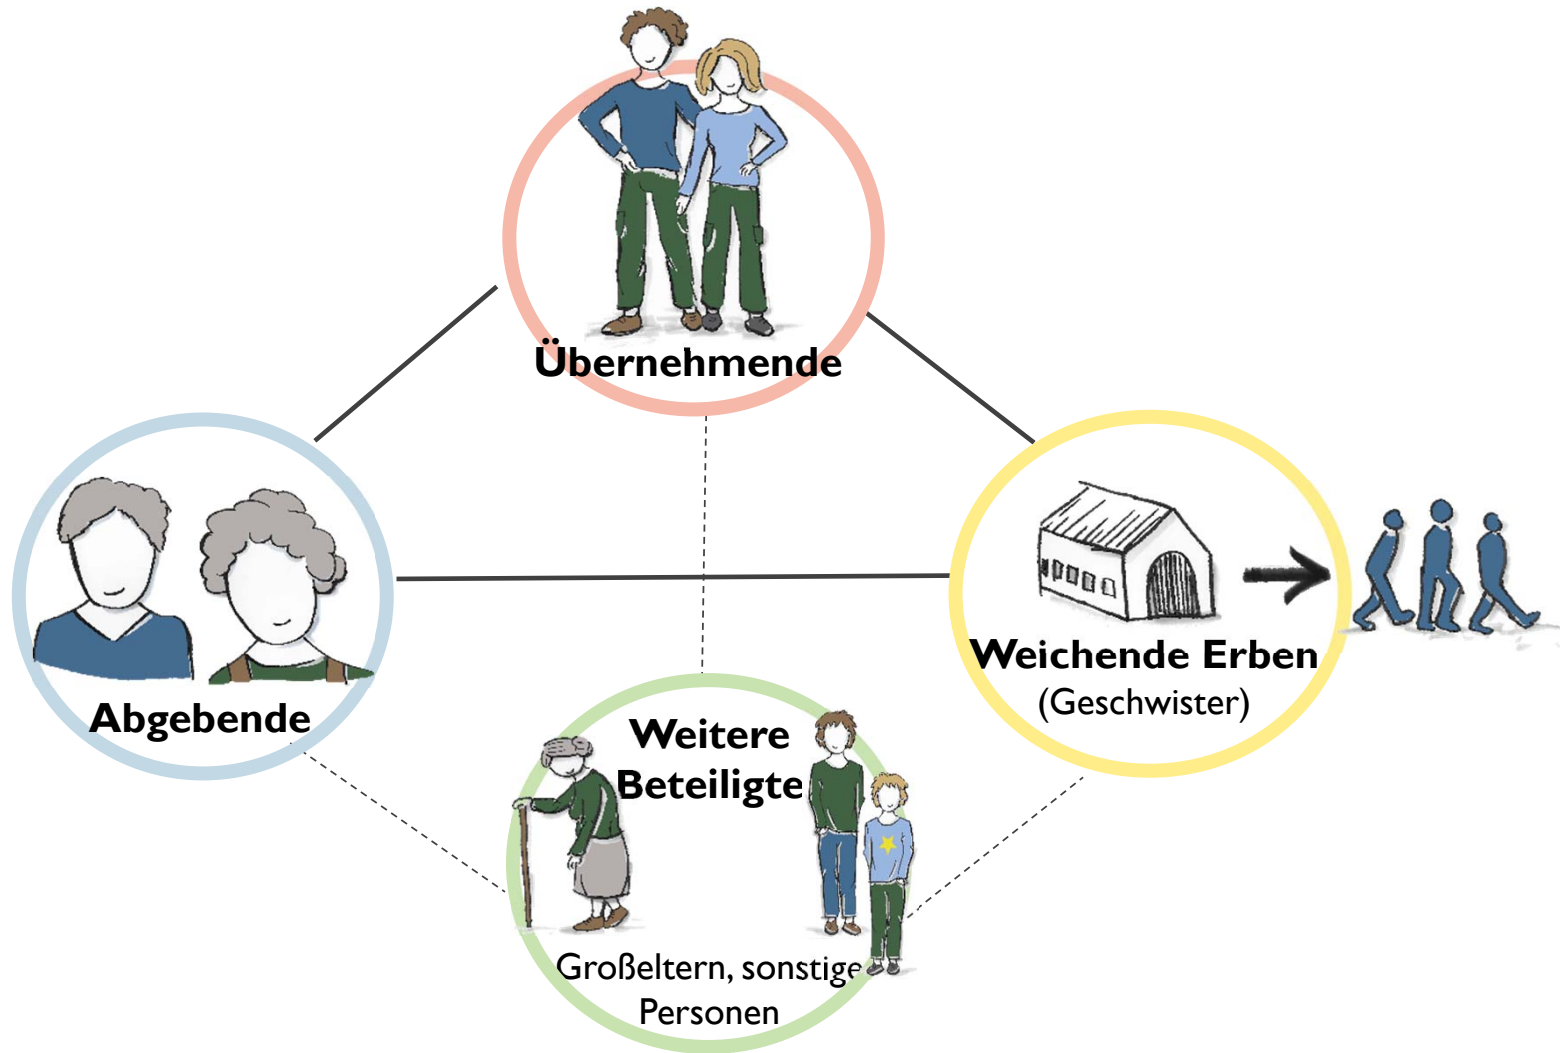 Übernehmende
Abgebende
Weichende Erben
(Geschwister)
Weitere
Beteiligte
Großeltern, sonstige
Personen